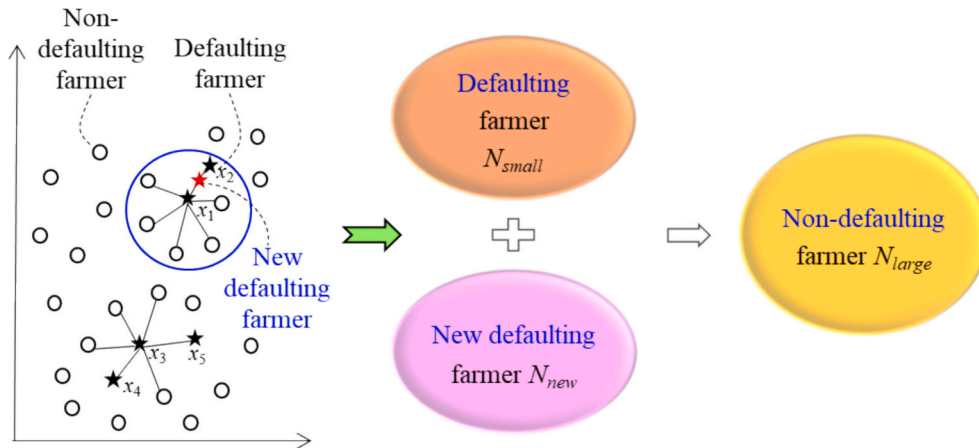 Non-
defaulting
farmer
Defaulting
farmer
x2
x1
New
defaulting
farmer
x3
x5
x4
Defaulting
farmer
Nsmall
New defaulting
farmer Nnew
Non-defaulting
farmer Nlarge